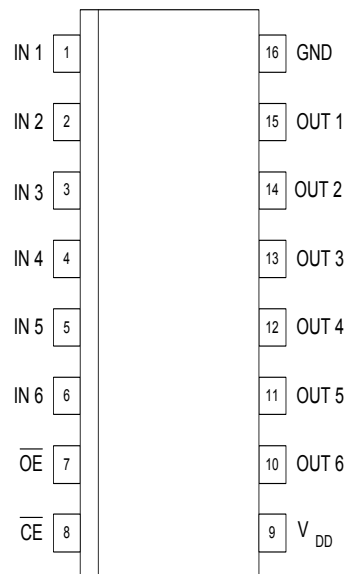 IN 1 1 16 GND
IN 2 2 15 OUT 1
IN 3 3 14 OUT 2
IN 4 4 13 OUT 3
IN 5 5 12 OUT 4
IN 6 6 11 OUT 5
O̅E̅ 7 10 OUT 6
C̅E̅ 8 9 V DD